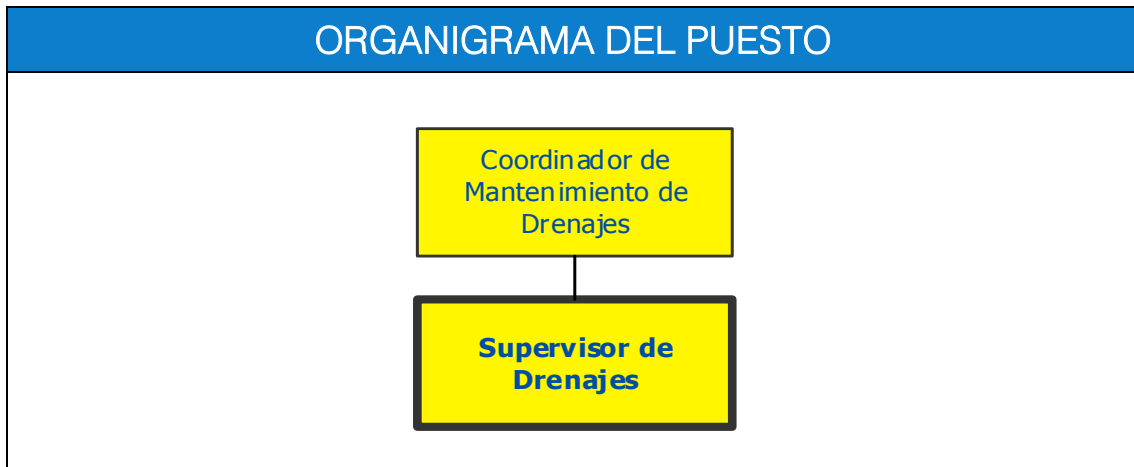 ORGANIGRAMA DEL PUESTO
Coordinador de
Mantenimiento de
Drenajes
Supervisor de
Drenajes